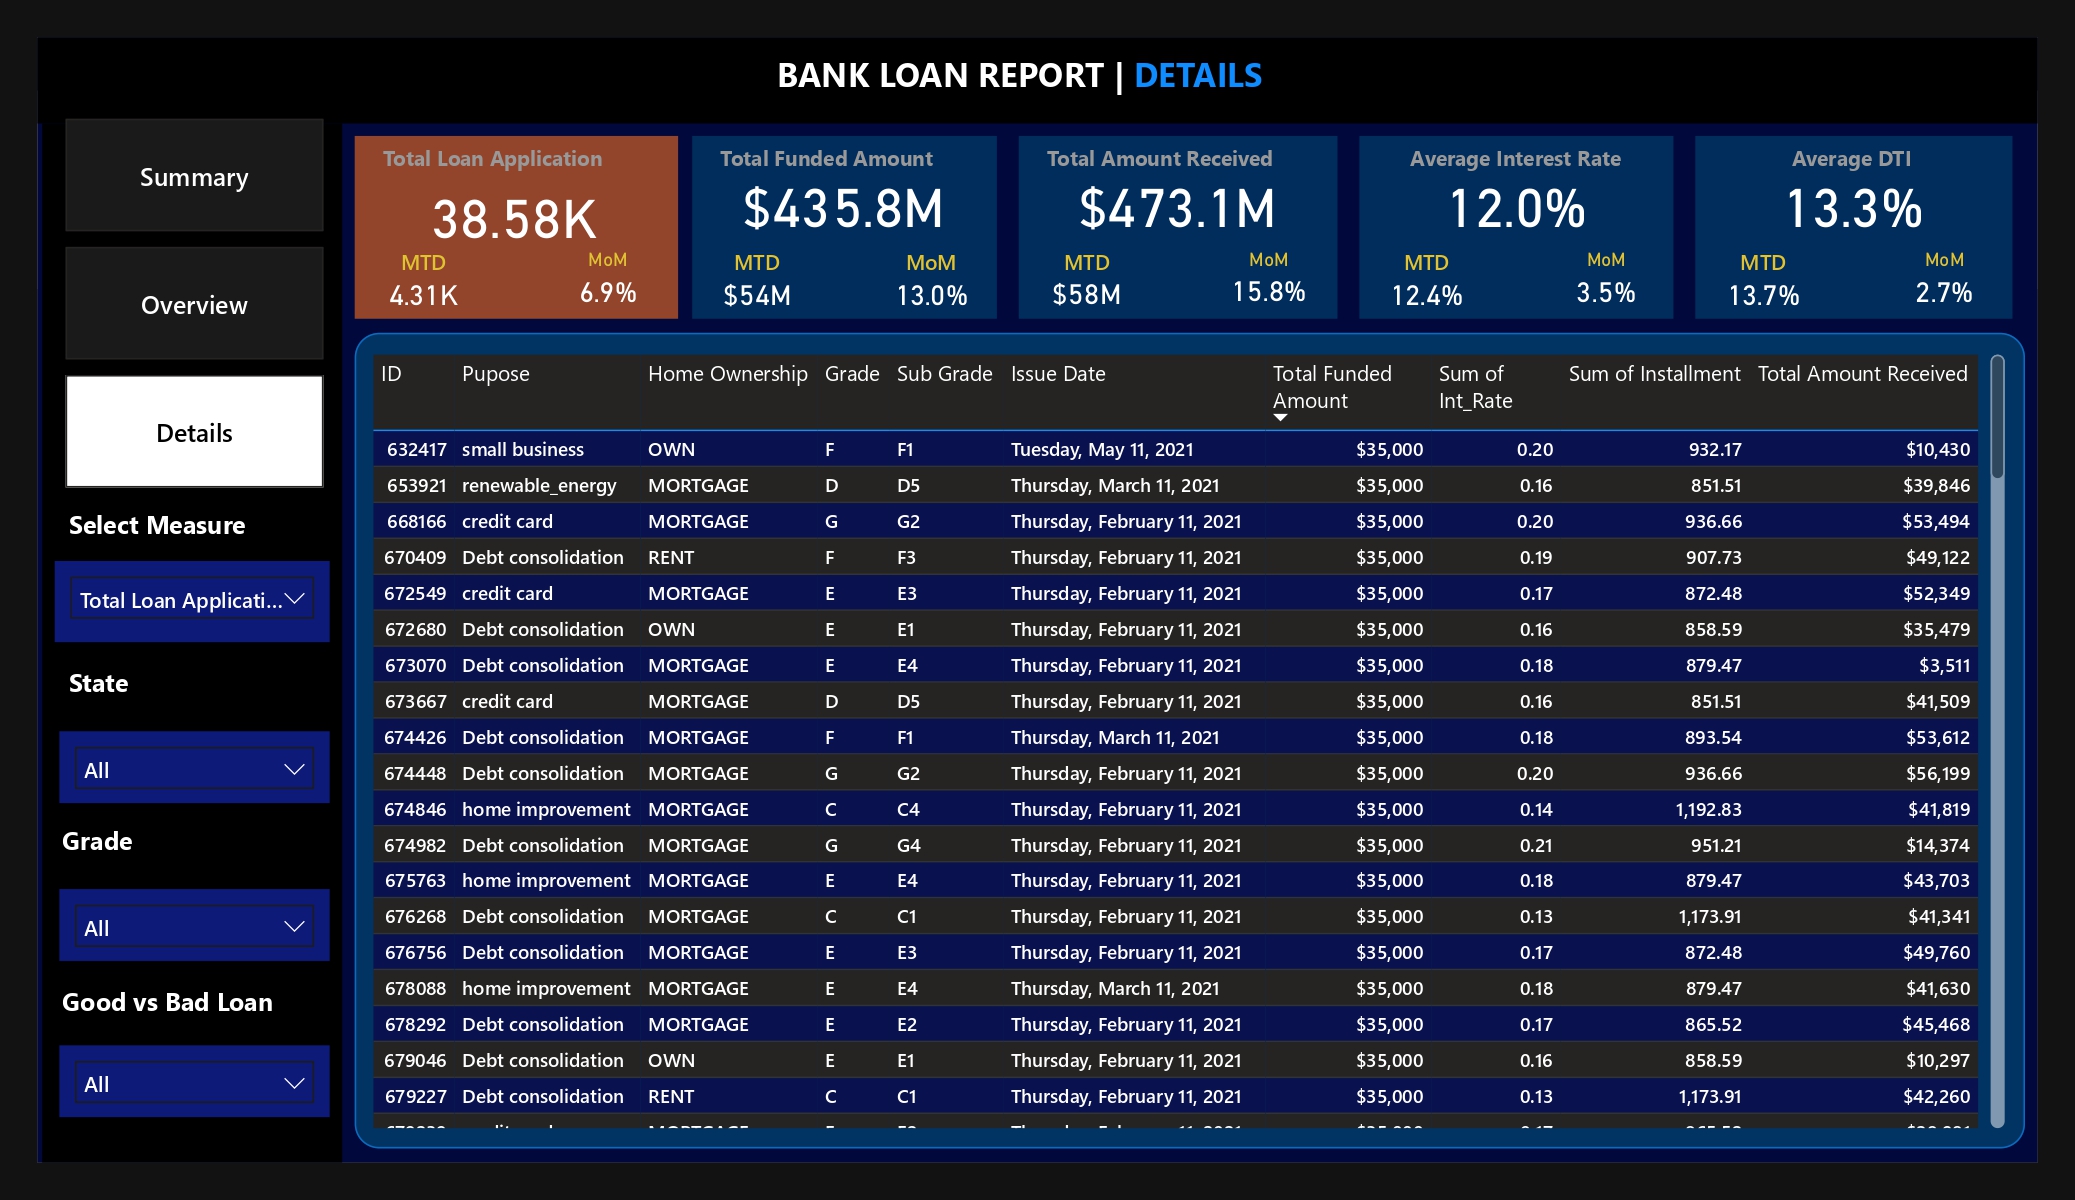 BANK LOAN REPORT | DETAILS
Summary
Overview
Details
Select Measure
Total Loan Applicati...
State
All
Grade
All
Good vs Bad Loan
All
Total Loan Application
38.58K
MTD MoM
4.31K 6.9%
Total Funded Amount
$435.8M
MTD MoM
$54M 13.0%
Total Amount Received
$473.1M
MTD MoM
$58M 15.8%
Average Interest Rate
12.0%
MTD MoM
12.4% 3.5%
Average DTI
13.3%
MTD MoM
13.7% 2.7%
ID Pupose Home Ownership Grade Sub Grade Issue Date Total Funded Amount Sum of Int_Rate Sum of Installment Total Amount Received
632417 small business OWN F F1 Tuesday, May 11, 2021 $35,000 0.20 932.17 $10,430
653921 renewable_energy MORTGAGE D D5 Thursday, March 11, 2021 $35,000 0.16 851.51 $39,846
668166 credit card MORTGAGE G G2 Thursday, February 11, 2021 $35,000 0.20 936.66 $53,494
670409 Debt consolidation RENT F F3 Thursday, February 11, 2021 $35,000 0.19 907.73 $49,122
672549 credit card MORTGAGE E E3 Thursday, February 11, 2021 $35,000 0.17 872.48 $52,349
672680 Debt consolidation OWN E E1 Thursday, February 11, 2021 $35,000 0.16 858.59 $35,479
673070 Debt consolidation MORTGAGE E E4 Thursday, February 11, 2021 $35,000 0.18 879.47 $3,511
673667 credit card MORTGAGE D D5 Thursday, February 11, 2021 $35,000 0.16 851.51 $41,509
674426 Debt consolidation MORTGAGE F F1 Thursday, March 11, 2021 $35,000 0.18 893.54 $53,612
674448 Debt consolidation MORTGAGE G G2 Thursday, February 11, 2021 $35,000 0.20 936.66 $56,199
674846 home improvement MORTGAGE C C4 Thursday, February 11, 2021 $35,000 0.14 1,192.83 $41,819
674982 Debt consolidation MORTGAGE G G4 Thursday, February 11, 2021 $35,000 0.21 951.21 $14,374
675763 home improvement MORTGAGE E E4 Thursday, February 11, 2021 $35,000 0.18 879.47 $43,703
676268 Debt consolidation MORTGAGE C C1 Thursday, February 11, 2021 $35,000 0.13 1,173.91 $41,341
676756 Debt consolidation MORTGAGE E E3 Thursday, February 11, 2021 $35,000 0.17 872.48 $49,760
678088 home improvement MORTGAGE E E4 Thursday, March 11, 2021 $35,000 0.18 879.47 $41,630
678292 Debt consolidation MORTGAGE E E2 Thursday, February 11, 2021 $35,000 0.17 865.52 $45,468
679046 Debt consolidation OWN E E1 Thursday, February 11, 2021 $35,000 0.16 858.59 $10,297
679227 Debt consolidation RENT C C1 Thursday, February 11, 2021 $35,000 0.13 1,173.91 $42,260